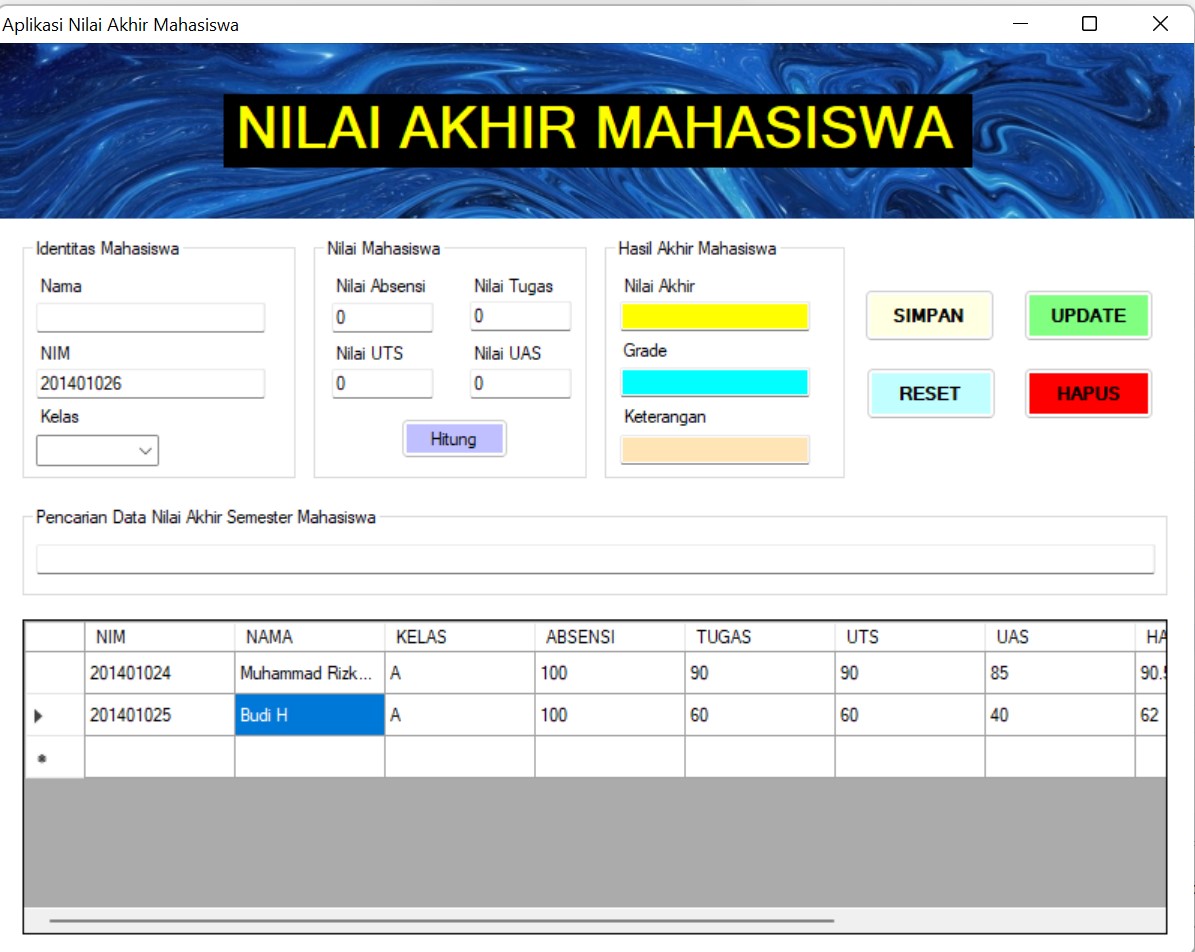 Aplikasi Nilai Akhir Mahasiswa
NILAI AKHIR MAHASISWA
Identitas Mahasiswa
Nama
NIM
201401026
Kelas
Nilai Mahasiswa
Nilai Absensi Nilai Tugas
0 0
Nilai UTS Nilai UAS
0 0
Hitung
Hasil Akhir Mahasiswa
Nilai Akhir
Grade
Keterangan
SIMPAN UPDATE
RESET HAPUS
Pencarian Data Nilai Akhir Semester Mahasiswa
NIM NAMA KELAS ABSENSI TUGAS UTS UAS HA
201401024 Muhammad Rizk... A 100 90 90 85 90.5
201401025 Budi H A 100 60 60 40 62